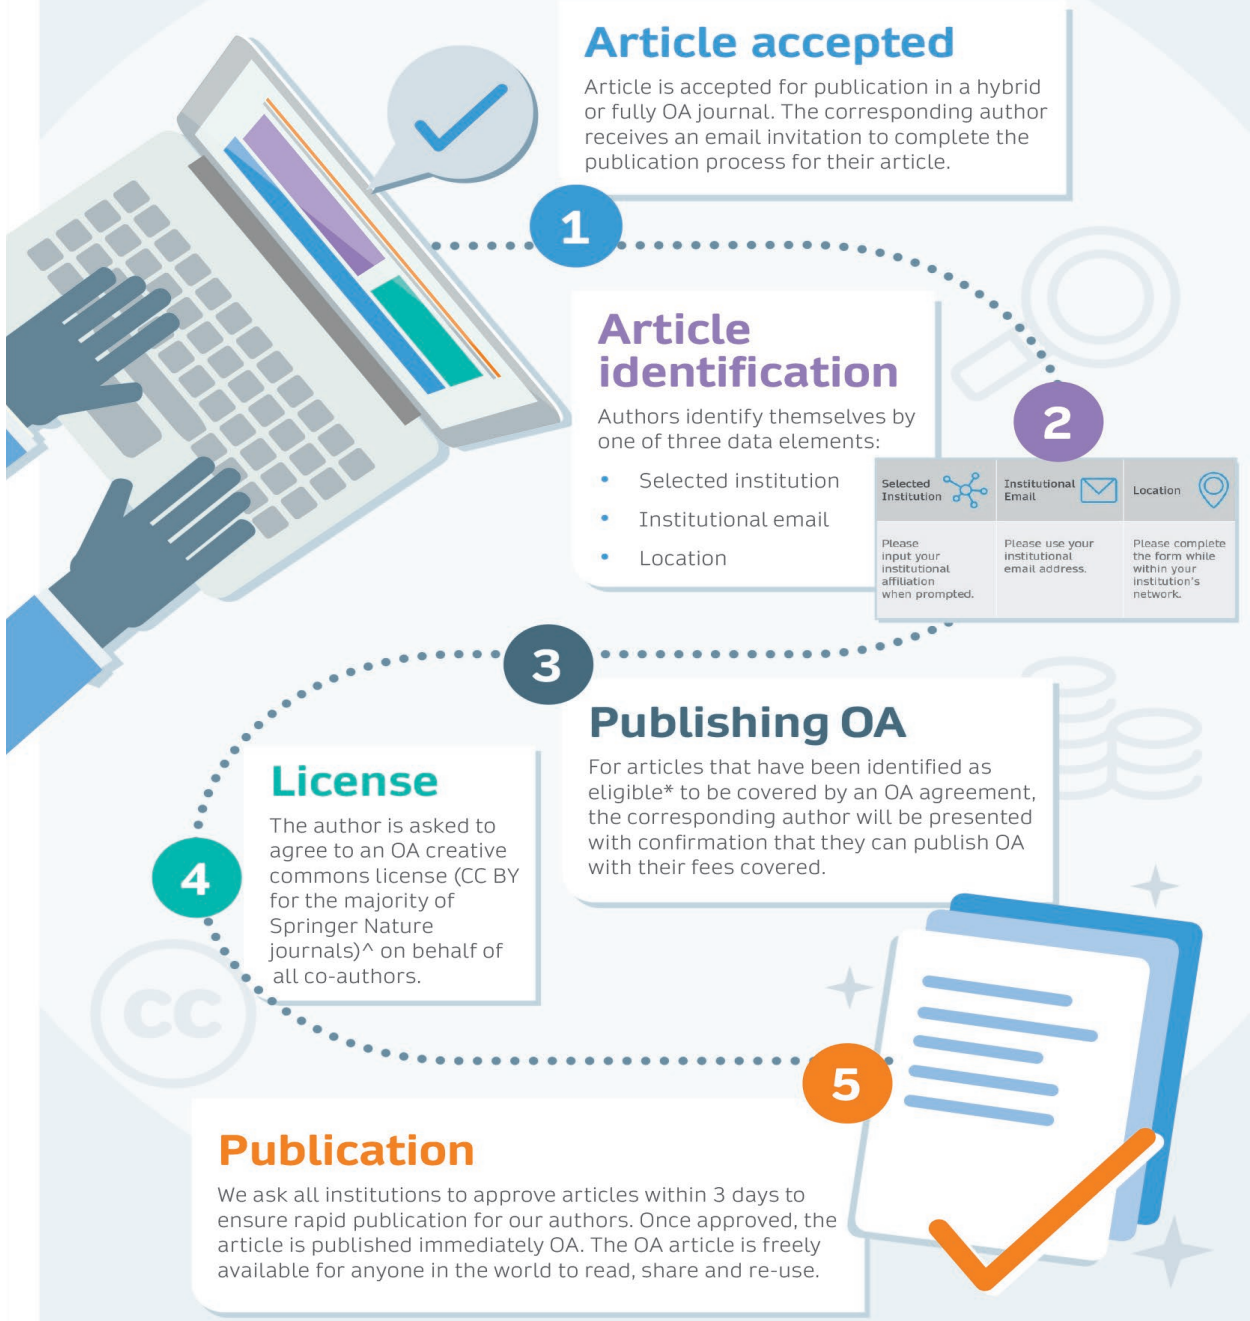 Article accepted
Article is accepted for publication in a hybrid
or fully OA journal. The corresponding author
receives an email invitation to complete the
publication process for their article.
1
Article
identification
Authors identify themselves by
one of three data elements:
• Selected institution
• Institutional email
• Location
2
Selected
Institution
Please
input your
institutional
affiliation
when prompted.
Institutional
Email
Please use your
institutional
email address.
Location
Please complete
the form while
within your
institution's
network.
3
Publishing OA
For articles that have been identified as
eligible* to be covered by an OA agreement,
the corresponding author will be presented
with confirmation that they can publish OA
with their fees covered.
4
License
The author is asked to
agree to an OA creative
commons license (CC BY
for the majority of
Springer Nature
journals)^ on behalf of
all co-authors.
CC
5
Publication
We ask all institutions to approve articles within 3 days to
ensure rapid publication for our authors. Once approved, the
article is published immediately OA. The OA article is freely
available for anyone in the world to read, share and re-use.